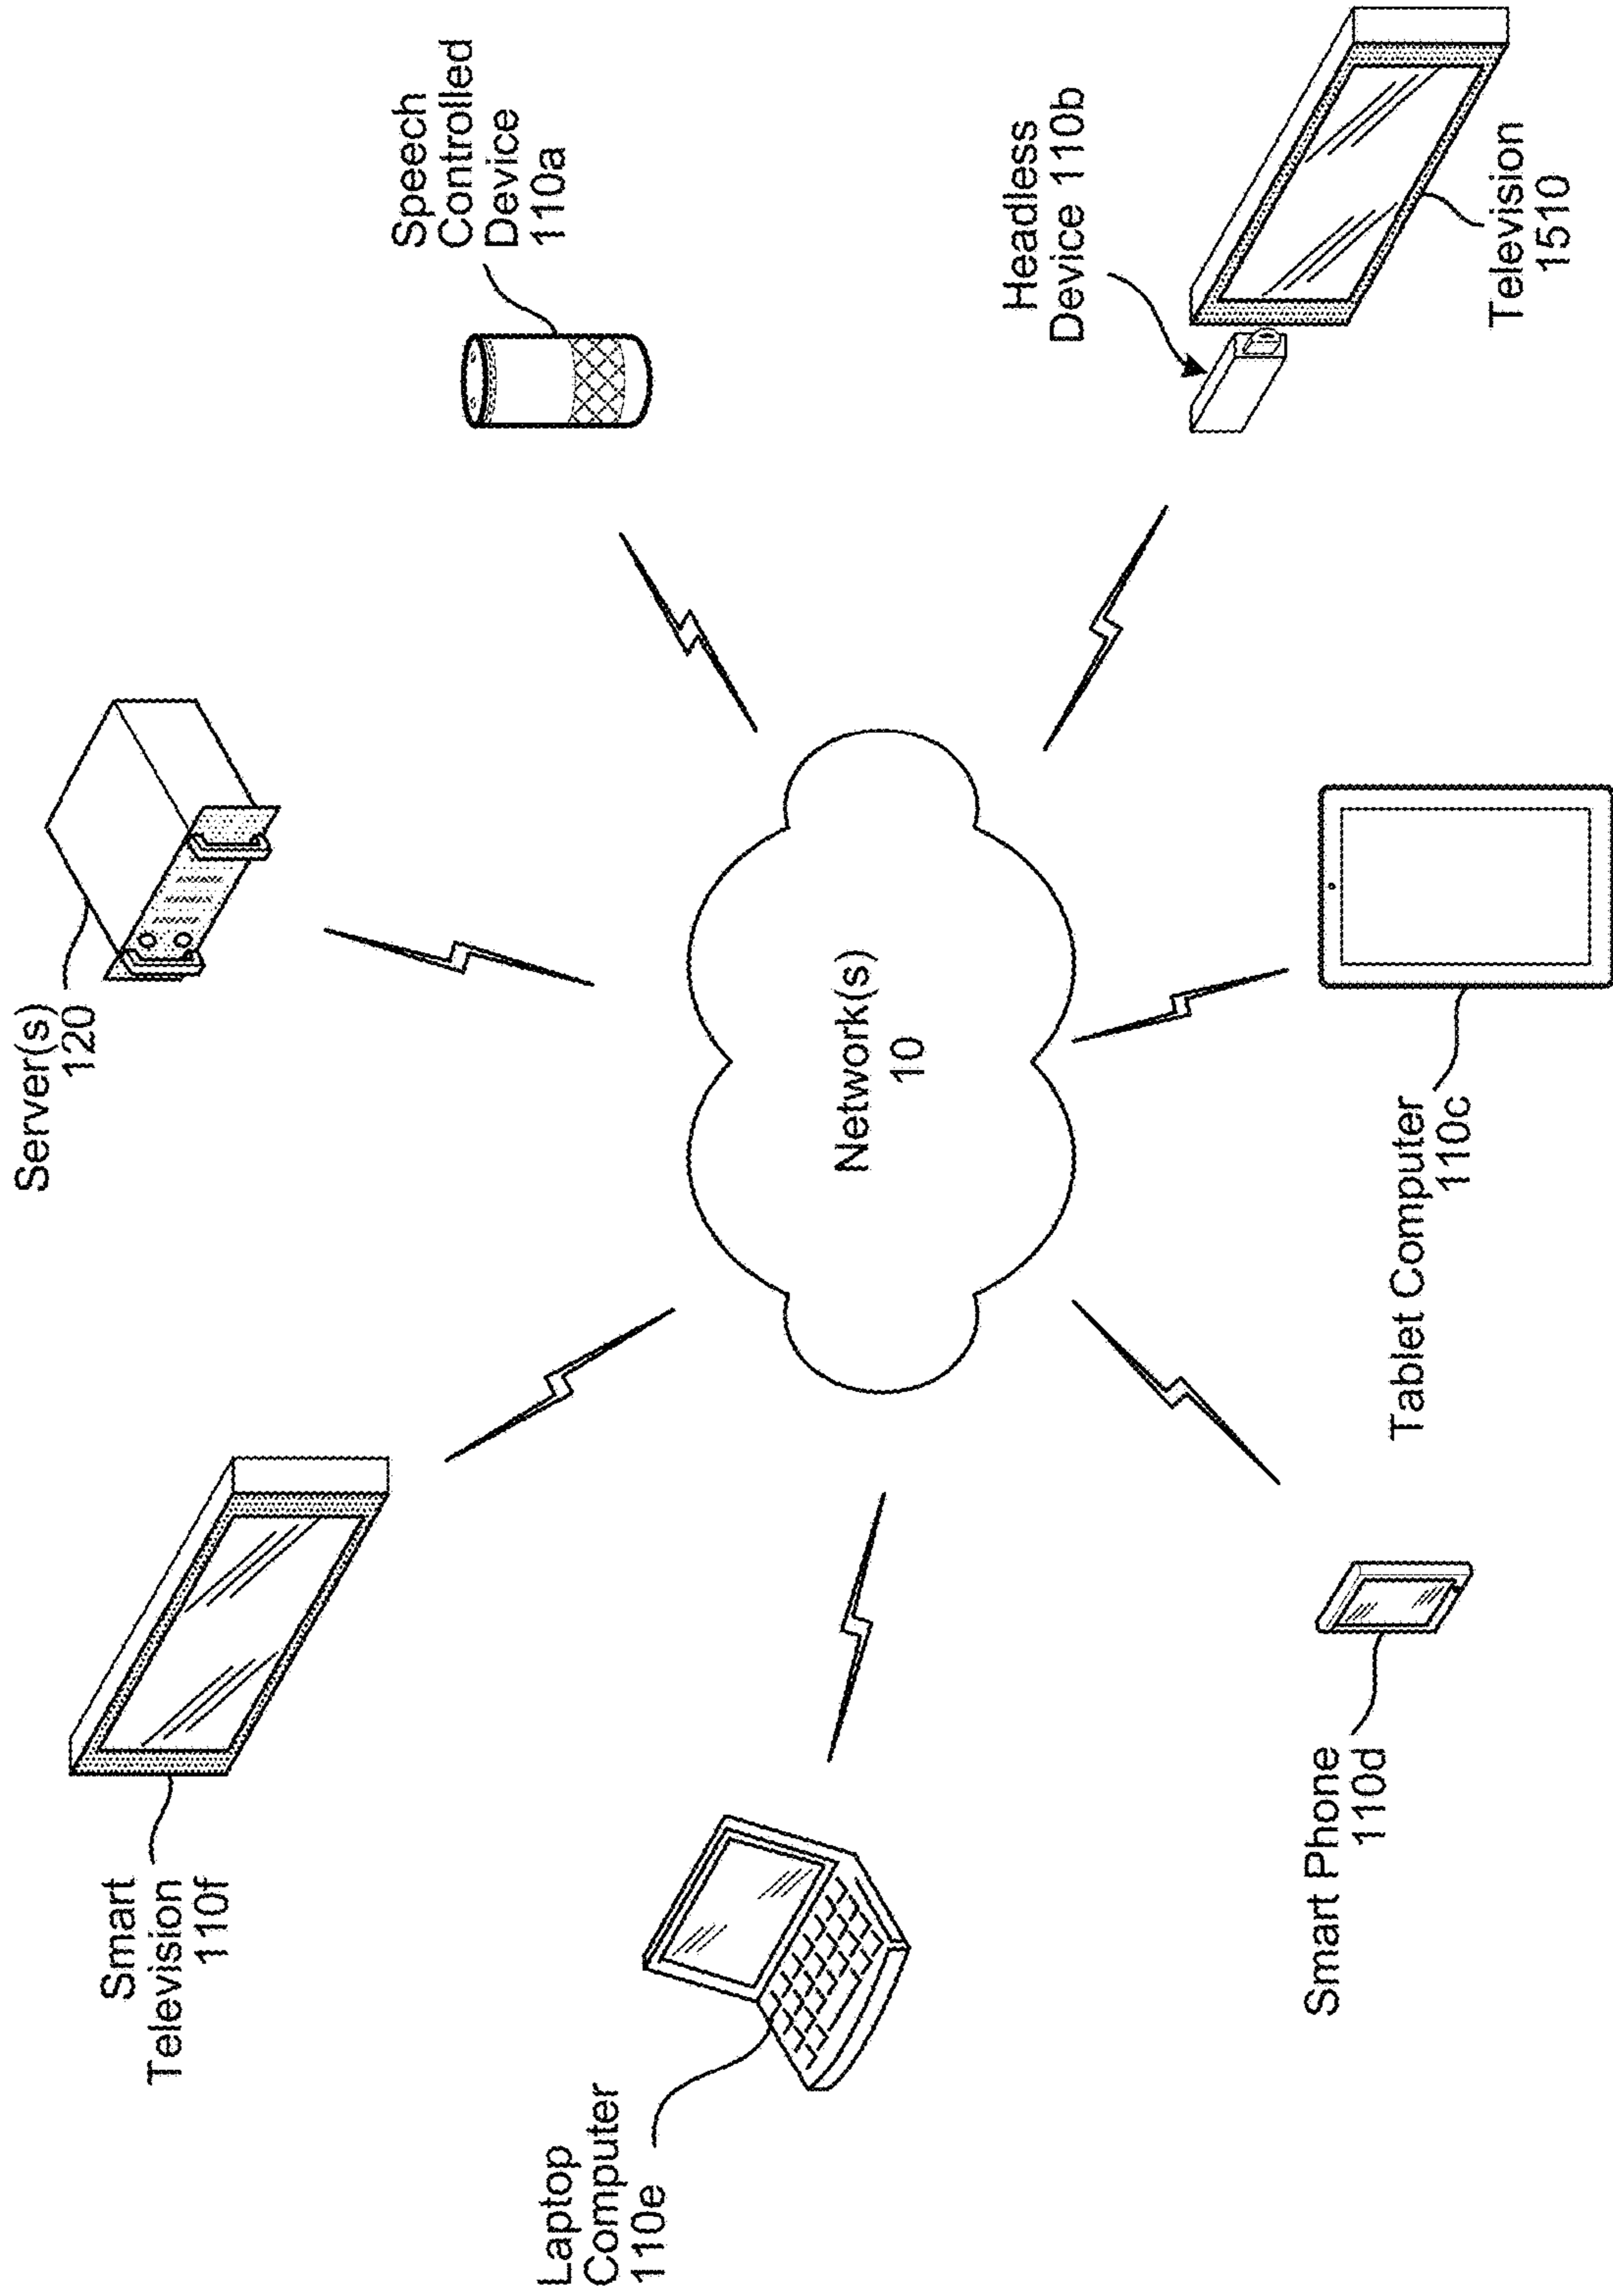 Server(s)
120
Speech
Controlled
Device
110a
Smart
Television
110f
Network(s)
10
Laptop
Computer
110e
Headless
Device 110b
Television
1510
Smart Phone
110d
Tablet Computer
110c